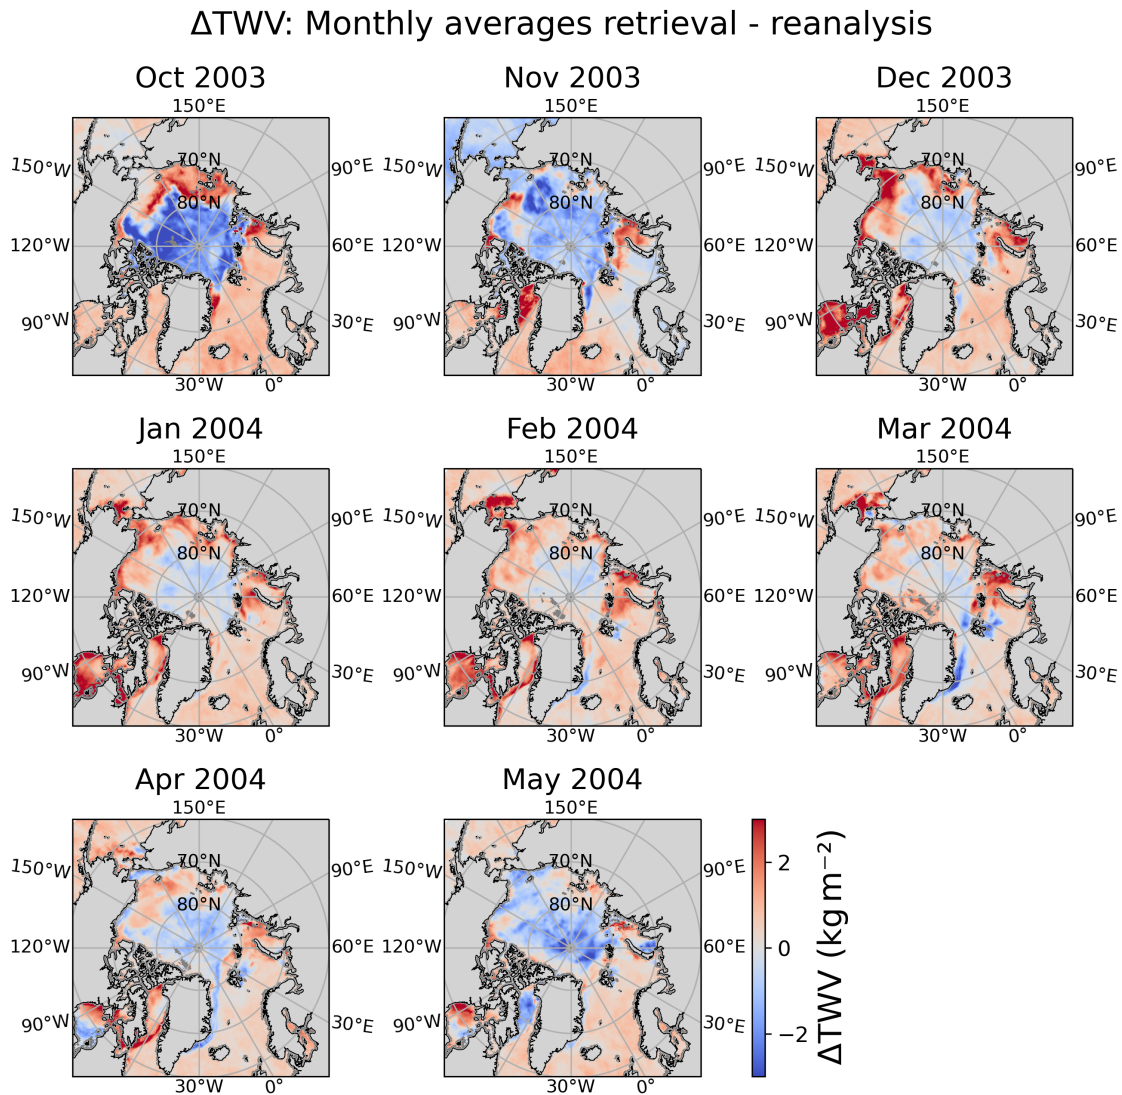 ΔTWV: Monthly averages retrieval - reanalysis
Oct 2003
Nov 2003
Dec 2003
150°E
150°E
150°E
150°W
70°N
90°E
150°W
70°N
90°E
150°W
70°N
90°E
80°N
80°N
80°N
120°W
60°E
120°W
60°E
120°W
60°E
90°W
30°E
90°W
30°E
90°W
30°E
30°W
0°
30°W
0°
30°W
0°
Jan 2004
Feb 2004
Mar 2004
150°E
150°E
150°E
150°W
70°N
90°E
150°W
70°N
90°E
150°W
70°N
90°E
80°N
80°N
80°N
120°W
60°E
120°W
60°E
120°W
60°E
90°W
30°E
90°W
30°E
90°W
30°E
30°W
0°
30°W
0°
30°W
0°
Apr 2004
May 2004
150°E
150°E
150°W
70°N
90°E
150°W
70°N
90°E
80°N
80°N
120°W
60°E
120°W
60°E
90°W
30°E
90°W
30°E
30°W
0°
30°W
0°
2
0
−2
ΔTWV (kg m⁻²)